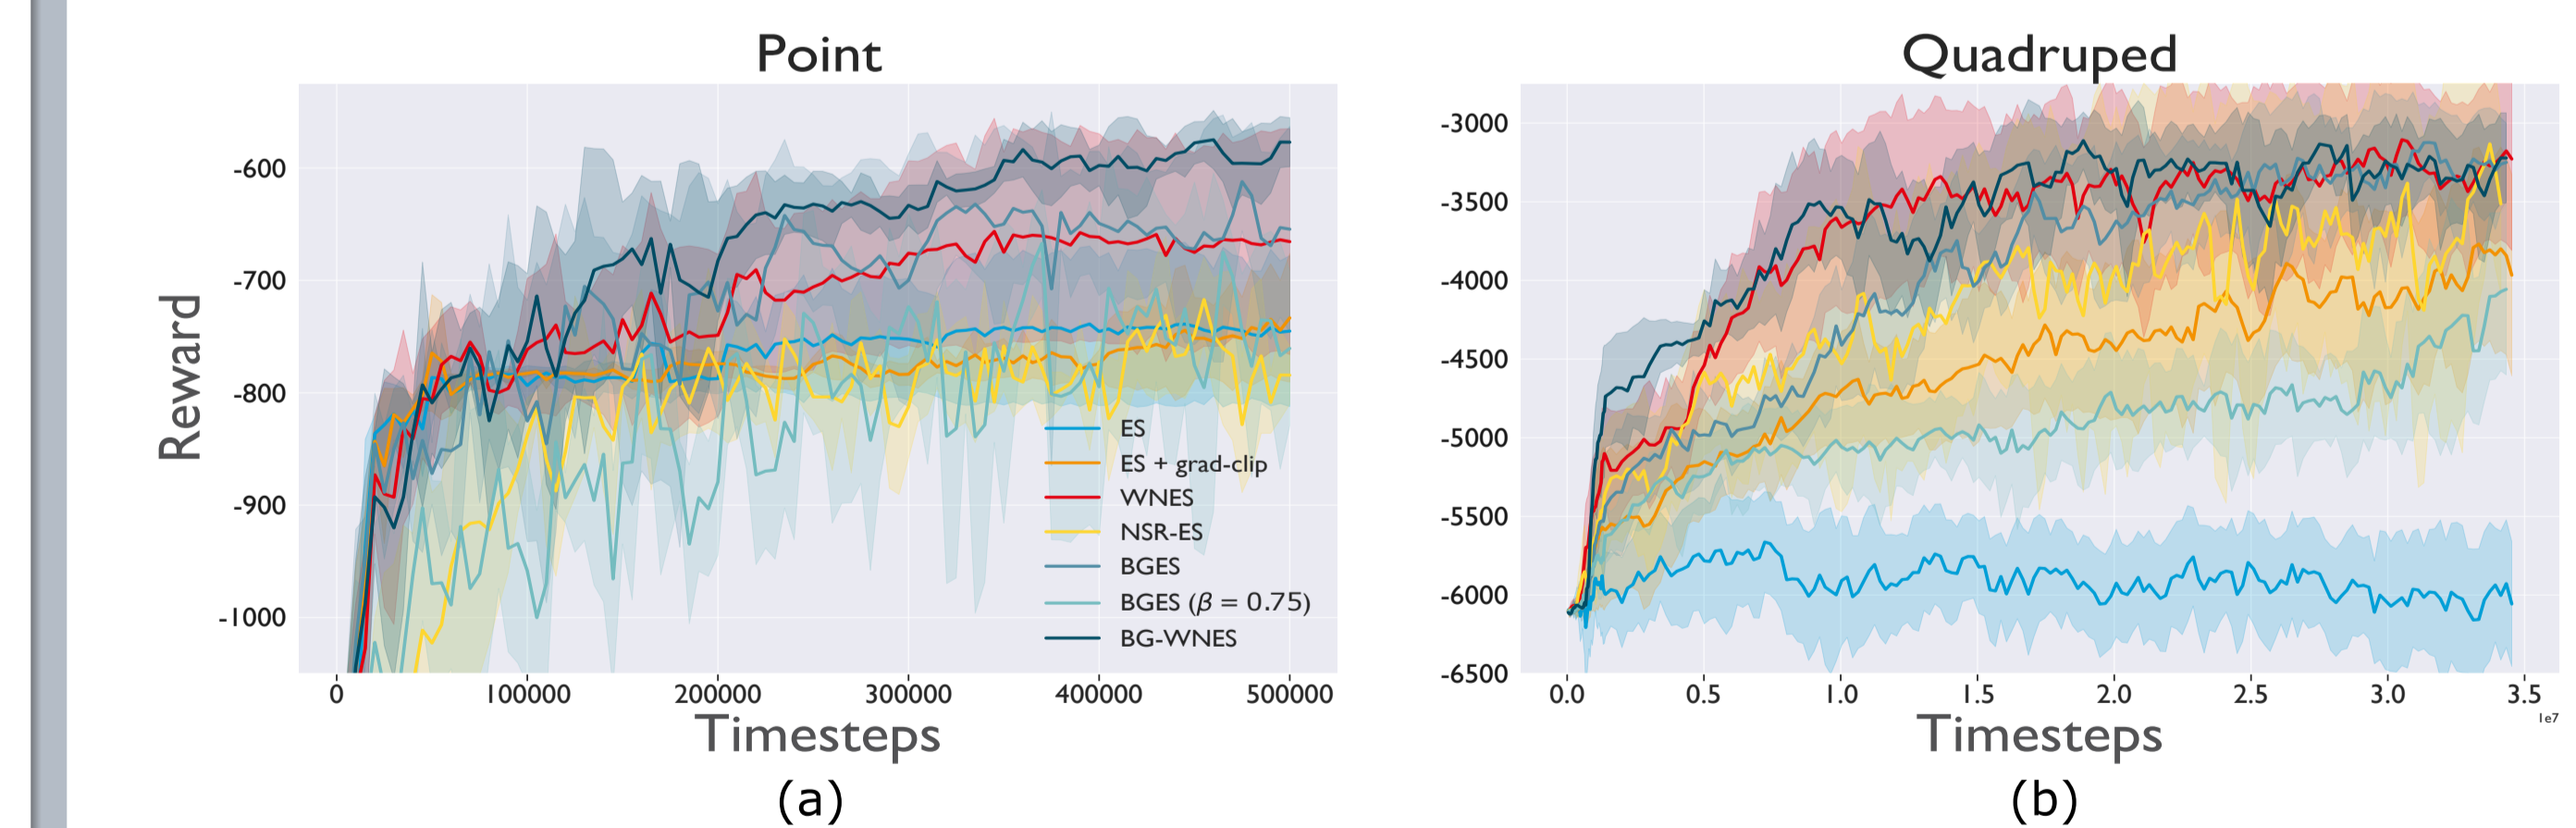 Point
Reward
-600
-700
-800
-900
-1000
0 100000 200000 300000 400000 500000
ES
ES + grad-clip
WNES
NSR-ES
BGES
BGES (β = 0.75)
BG-WNES
Timesteps
(a)
Quadruped
-3000
-3500
-4000
-4500
-5000
-5500
-6000
-6500
0.0 0.5 1.0 1.5 2.0 2.5 3.0 3.5
1e7
Timesteps
(b)